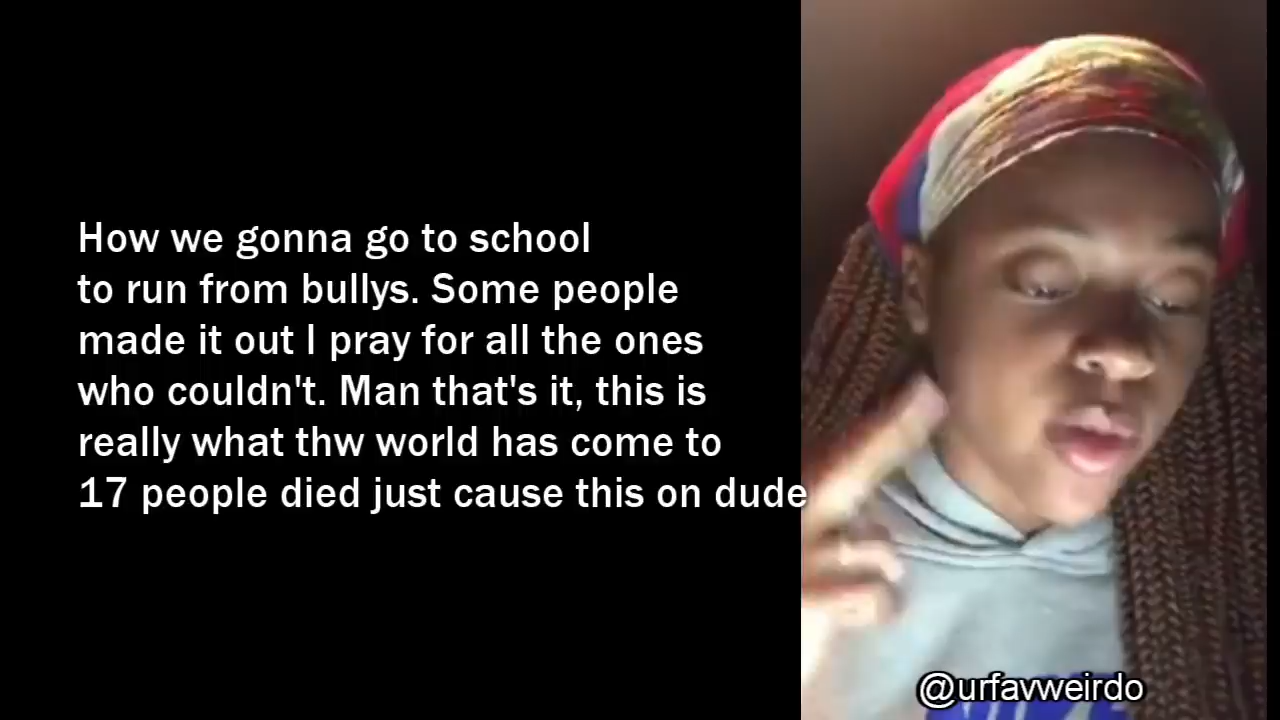 How we gonna go to school
to run from bullys. Some people
made it out I pray for all the ones
who couldn't. Man that's it, this is
really what thw world has come to
17 people died just cause this on dude
@urfavweirdo